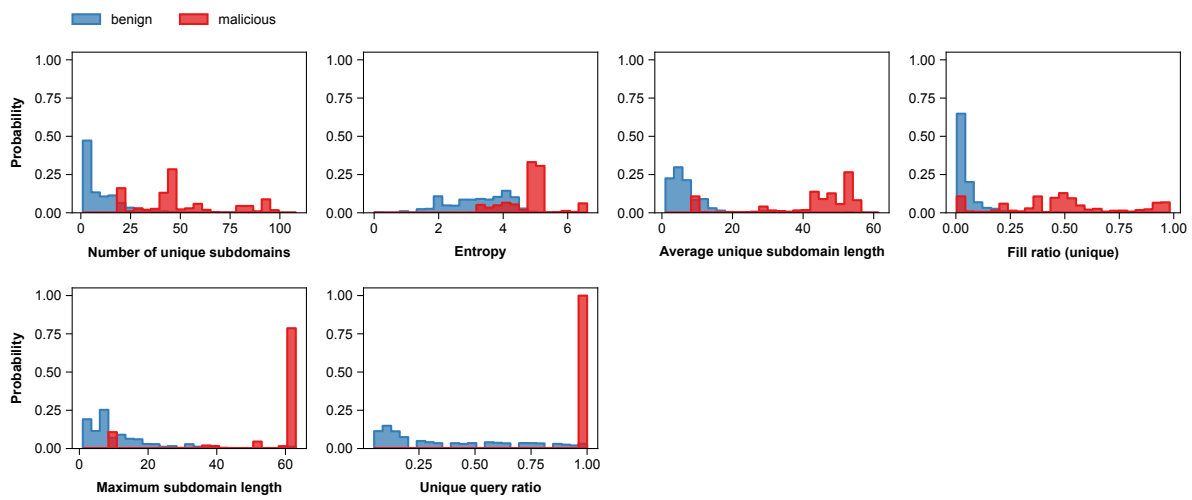 benign malicious
1.00
0.75
0.50
0.25
0.00
Probability
0 25 50 75 100
Number of unique subdomains
1.00
0.75
0.50
0.25
0.00
0 2 4 6
Entropy
1.00
0.75
0.50
0.25
0.00
0 20 40 60
Average unique subdomain length
1.00
0.75
0.50
0.25
0.00
0.00 0.25 0.50 0.75 1.00
Fill ratio (unique)
1.00
0.75
0.50
0.25
0.00
Probability
0 20 40 60
Maximum subdomain length
1.00
0.75
0.50
0.25
0.00
0.25 0.50 0.75 1.00
Unique query ratio